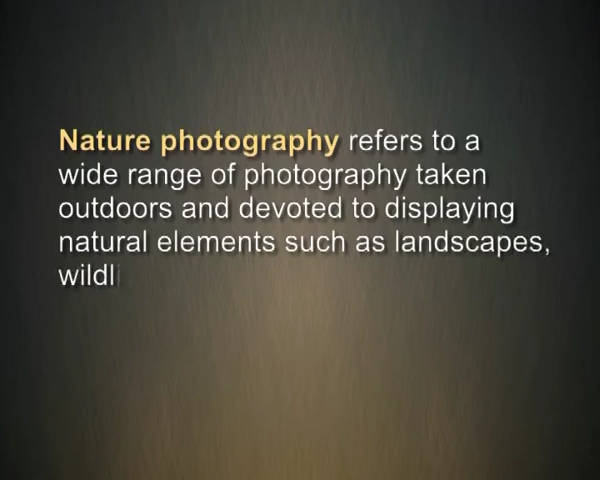 Nature photography refers to a
wide range of photography taken
outdoors and devoted to displaying
natural elements such as landscapes,
wildli